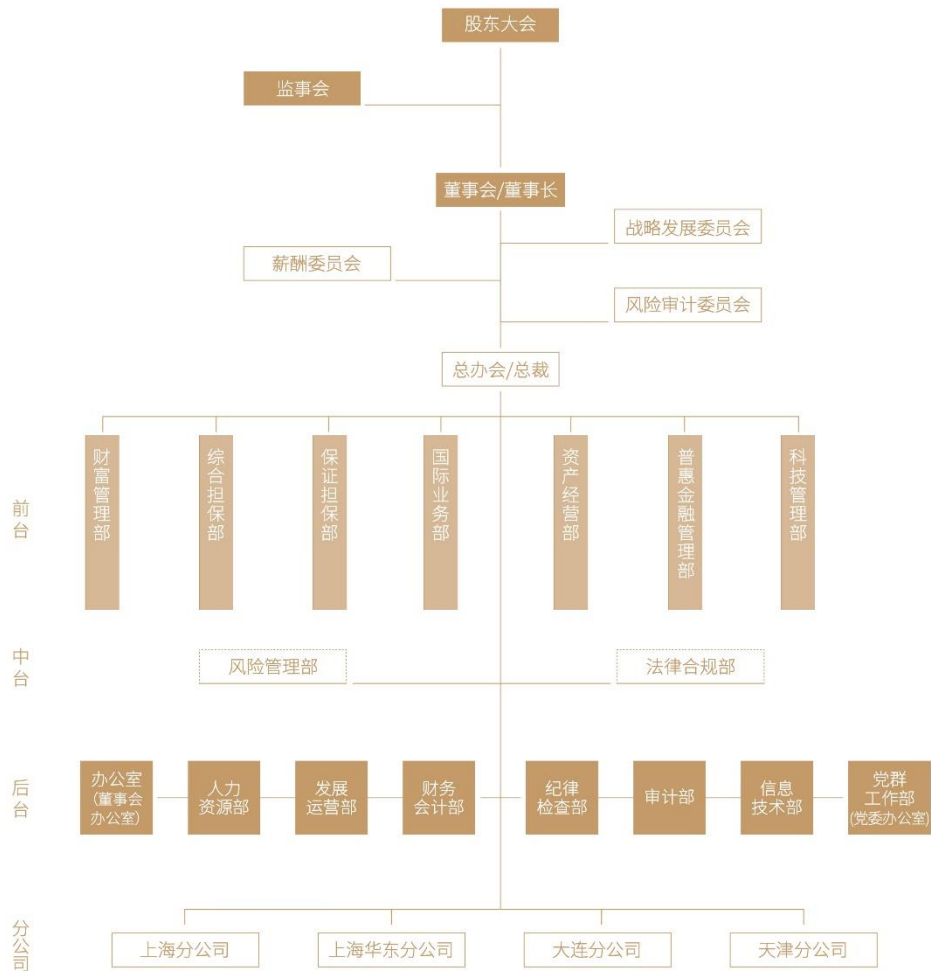 股东大会
监事会
董事会/董事长
战略发展委员会
薪酬委员会
风险审计委员会
总办会/总裁
前台
财富管理部
综合担保部
保证担保部
国际业务部
资产经营部
普惠金融管理部
科技管理部
中台
风险管理部
法律合规部
后台
办公室
(董事会
办公室)
人力
资源部
发展
运营部
财务
会计部
纪律
检查部
审计部
信息
技术部
党群
工作部
(党委办公室)
分公司
上海分公司
上海华东分公司
大连分公司
天津分公司